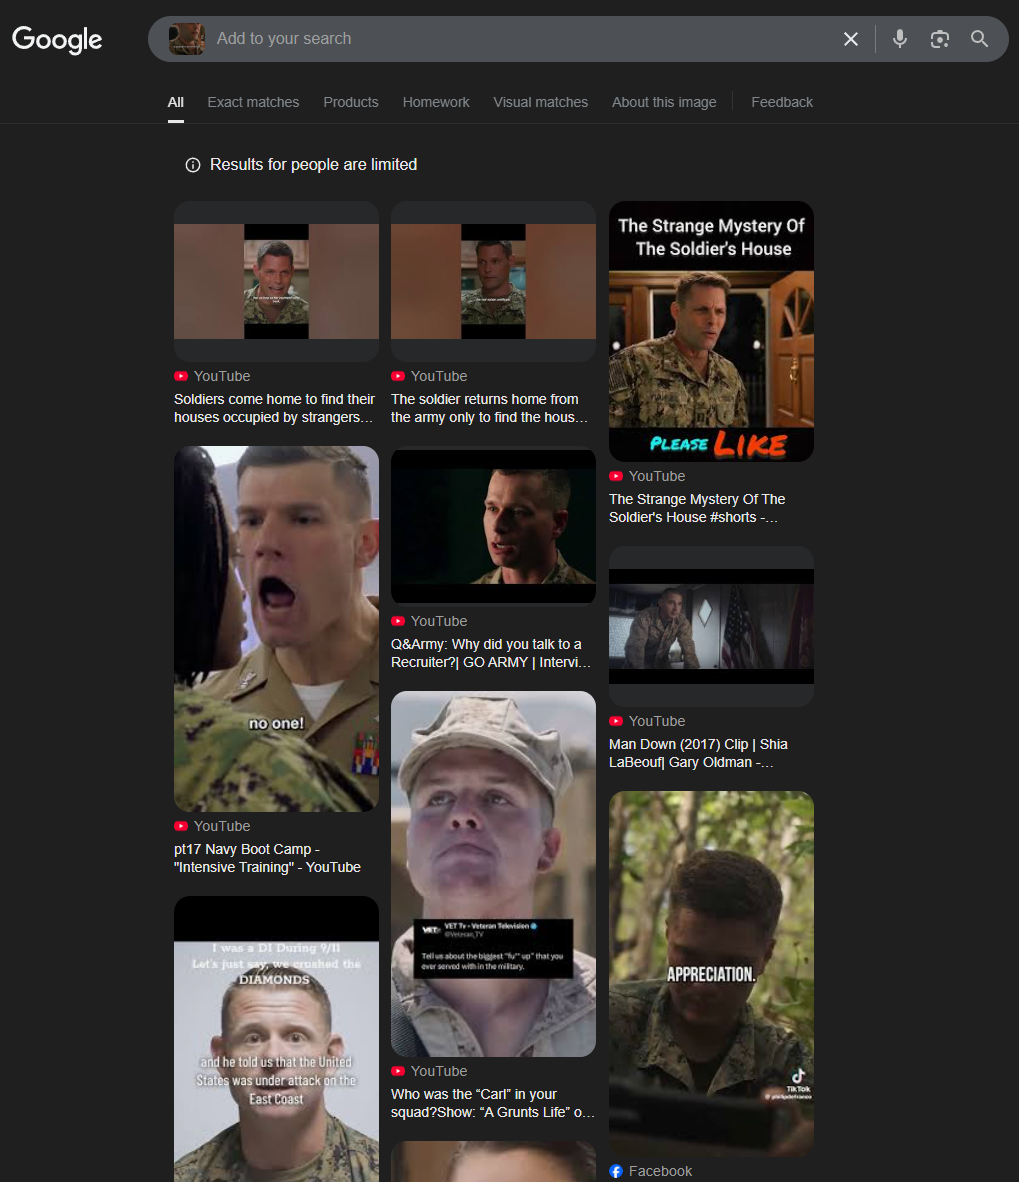 Google
Add to your search
All
Exact matches
Products
Homework
Visual matches
About this image
Feedback
Results for people are limited
YouTube
Soldiers come home to find their
houses occupied by strangers…
YouTube
The soldier returns home from
the army only to find the hous…
The Strange Mystery Of
The Soldier's House
PLEASE LIKE
YouTube
The Strange Mystery Of The
Soldier's House #shorts -…
no one!
YouTube
pt17 Navy Boot Camp -
"Intensive Training" - YouTube
YouTube
Q&Army: Why did you talk to a
Recruiter?| GO ARMY | Intervi…
YouTube
Man Down (2017) Clip | Shia
LaBeouf| Gary Oldman -…
I was a DI During 9/11
Let's just say, we crushed the
DIAMONDS
and he told us that the United
States was under attack on the
East Coast
VET
VET Tv - Veteran Television
@Veteran_TV
Tell us about the biggest "fu** up" that you
ever served with in the military.
YouTube
Who was the “Carl” in your
squad?Show: “A Grunts Life” o…
APPRECIATION.
TikTok
@philipdefranco
Facebook